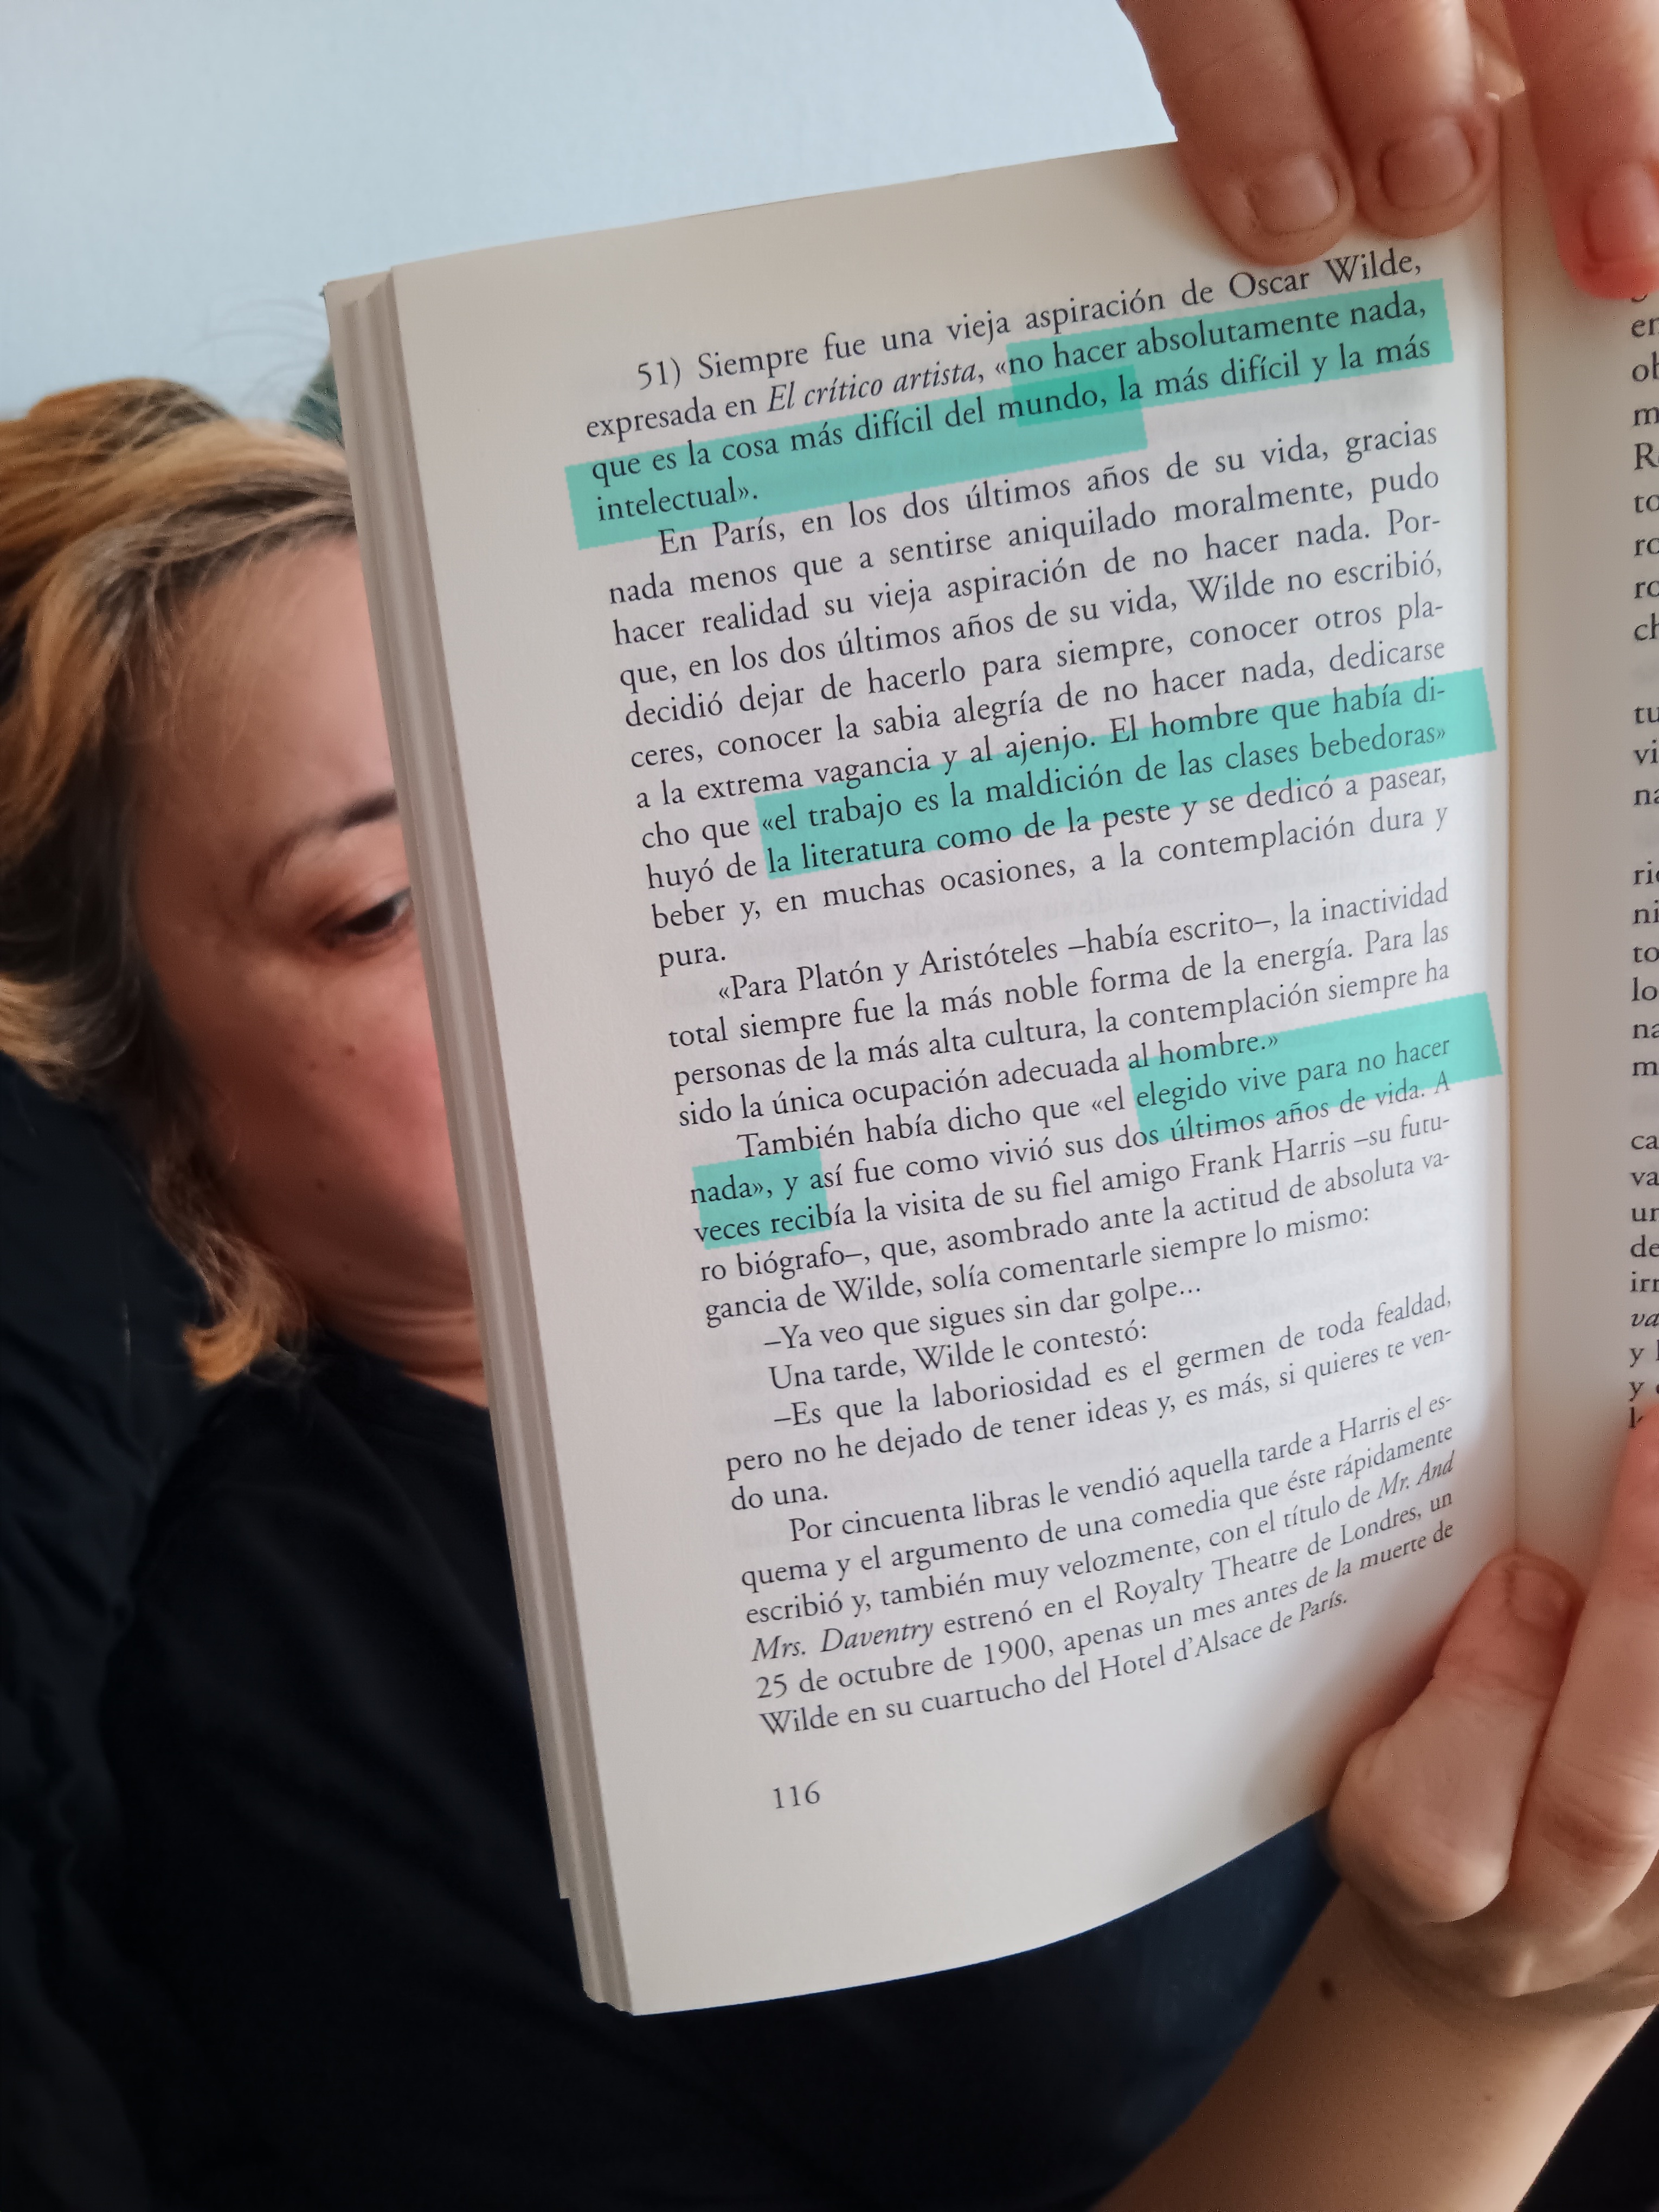 51) Siempre fue una vieja aspiración de Oscar Wilde,
expresada en El crítico artista, «no hacer absolutamente nada,
que es la cosa más difícil del mundo, la más difícil y la más
intelectual».
En París, en los dos últimos años de su vida, gracias
nada menos que a sentirse aniquilado moralmente, pudo
hacer realidad su vieja aspiración de no hacer nada. Por-
que, en los dos últimos años de su vida, Wilde no escribió,
decidió dejar de hacerlo para siempre, conocer otros pla-
ceres, conocer la sabia alegría de no hacer nada, dedicarse
a la extrema vagancia y al ajenjo. El hombre que había di-
cho que «el trabajo es la maldición de las clases bebedoras»
huyó de la literatura como de la peste y se dedicó a pasear,
beber y, en muchas ocasiones, a la contemplación dura y
pura.
«Para Platón y Aristóteles –había escrito–, la inactividad
total siempre fue la más noble forma de la energía. Para las
personas de la más alta cultura, la contemplación siempre ha
sido la única ocupación adecuada al hombre.»
También había dicho que «el elegido vive para no hacer
nada», y así fue como vivió sus dos últimos años de vida. A
veces recibía la visita de su fiel amigo Frank Harris –su futu-
ro biógrafo–, que, asombrado ante la actitud de absoluta va-
gancia de Wilde, solía comentarle siempre lo mismo:
–Ya veo que sigues sin dar golpe...
Una tarde, Wilde le contestó:
–Es que la laboriosidad es el germen de toda fealdad,
pero no he dejado de tener ideas y, es más, si quieres te ven-
do una.
Por cincuenta libras le vendió aquella tarde a Harris el es-
quema y el argumento de una comedia que éste rápidamente
escribió y, también muy velozmente, con el título de Mr. And
Mrs. Daventry estrenó en el Royalty Theatre de Londres, un
25 de octubre de 1900, apenas un mes antes de la muerte de
Wilde en su cuartucho del Hotel d'Alsace de París.
116